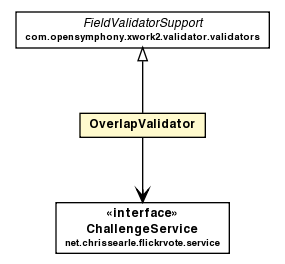 FieldValidatorSupport
com.opensymphony.xwork2.validator.validators
OverlapValidator
«interface»
ChallengeService
net.chrissearle.flickrvote.service